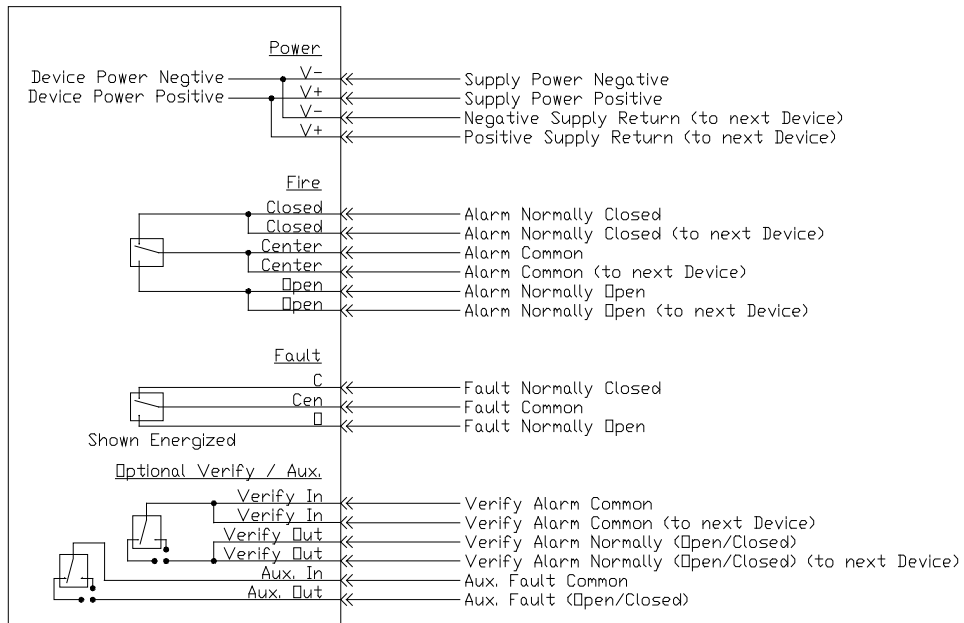 Power
Device Power Negtive V- Supply Power Negative
Device Power Positive V+ Supply Power Positive
V- Negative Supply Return (to next Device)
V+ Positive Supply Return (to next Device)
Fire
Closed Alarm Normally Closed
Closed Alarm Normally Closed (to next Device)
Center Alarm Common
Center Alarm Common (to next Device)
Open Alarm Normally Open
Open Alarm Normally Open (to next Device)
Fault
C Fault Normally Closed
Cen Fault Common
O Fault Normally Open
Shown Energized
Optional Verify / Aux.
Verify In Verify Alarm Common
Verify In Verify Alarm Common (to next Device)
Verify Out Verify Alarm Normally (Open/Closed)
Verify Out Verify Alarm Normally (Open/Closed) (to next Device)
Aux. In Aux. Fault Common
Aux. Out Aux. Fault (Open/Closed)